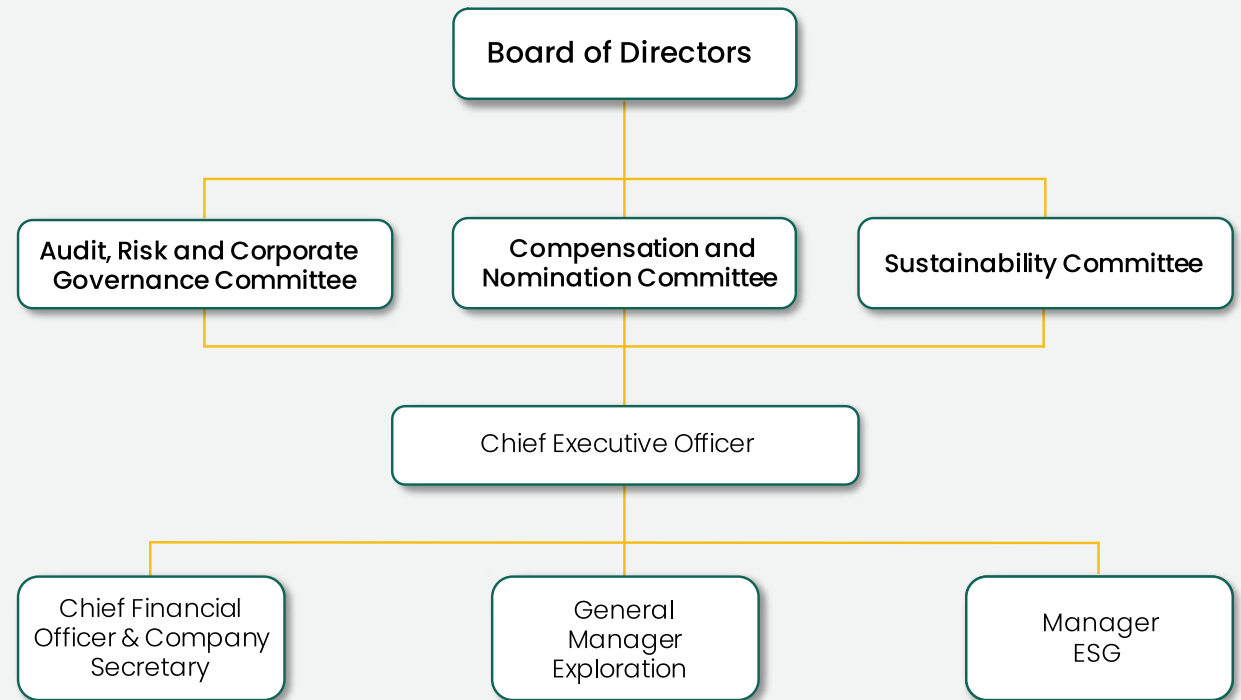 Board of Directors
Audit, Risk and Corporate
Governance Committee
Compensation and
Nomination Committee
Sustainability Committee
Chief Executive Officer
Chief Financial
Officer & Company
Secretary
General
Manager
Exploration
Manager
ESG